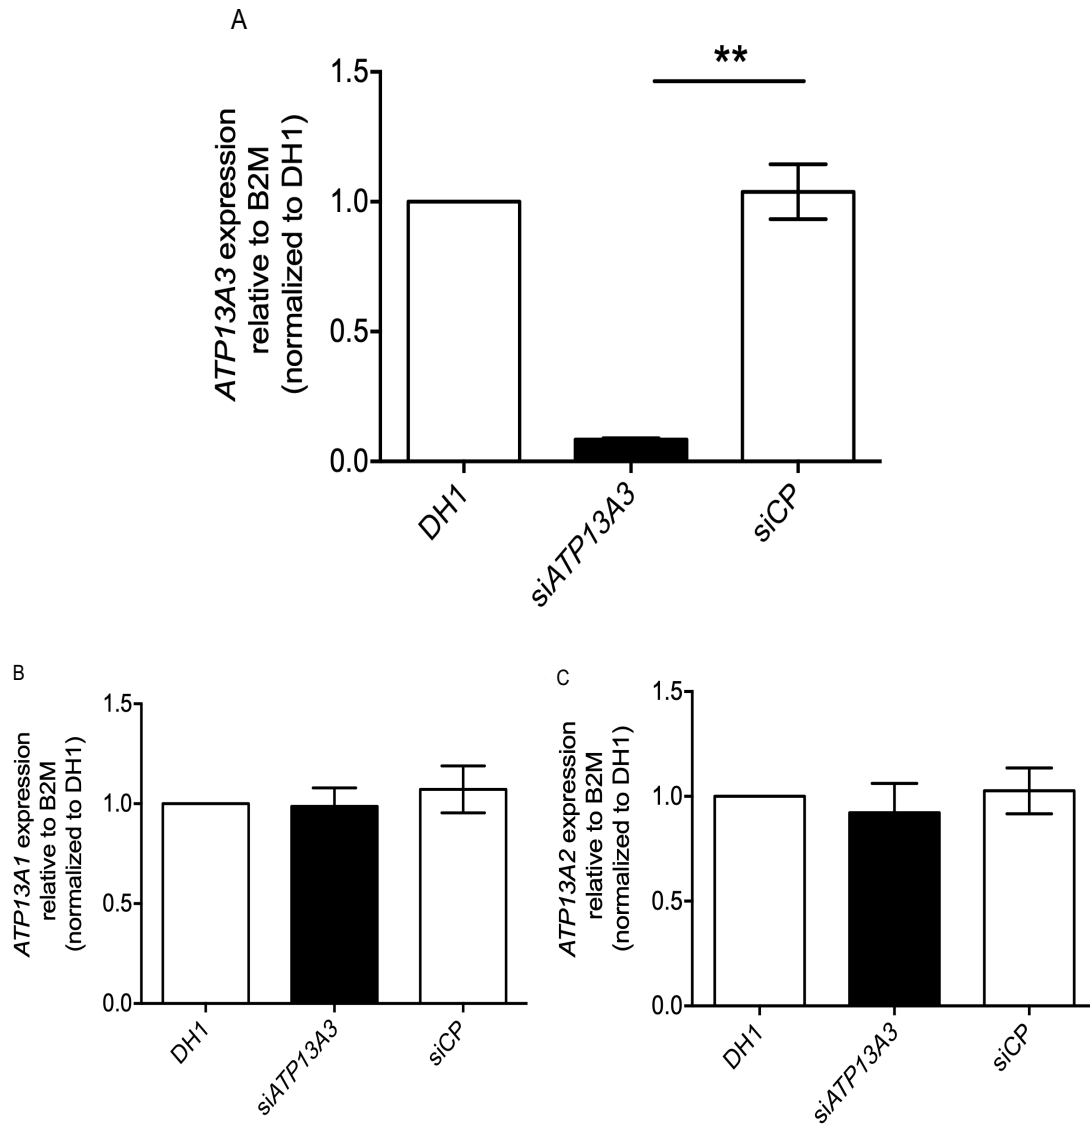 A
**
1.5
1.0
0.5
0.0
ATP13A3 expression
relative to B2M
(normalized to DH1)
DH1
siATP13A3
siCP
B
1.5
1.0
0.5
0.0
ATP13A1 expression
relative to B2M
(normalized to DH1)
DH1
siATP13A3
siCP
C
1.5
1.0
0.5
0.0
ATP13A2 expression
relative to B2M
(normalized to DH1)
DH1
siATP13A3
siCP